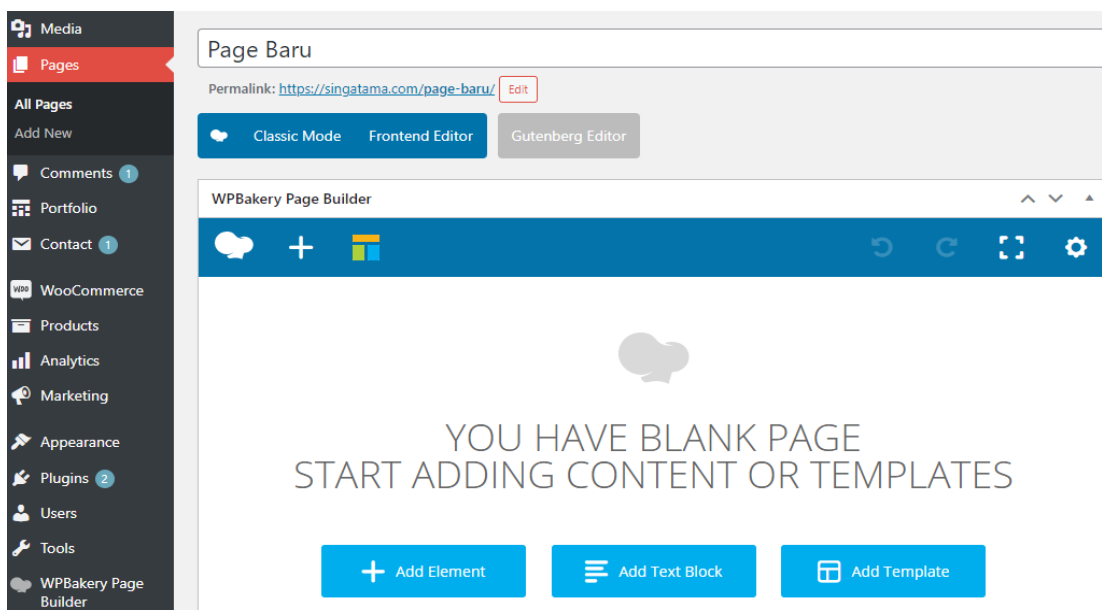 Media
Pages
All Pages
Add New
Comments 1
Portfolio
Contact 1
WooCommerce
Products
Analytics
Marketing
Appearance
Plugins 2
Users
Tools
WPBakery Page
Builder
Page Baru
Permalink: https://singatama.com/page-baru/ Edit
Classic Mode Frontend Editor Gutenberg Editor
WPBakery Page Builder
YOU HAVE BLANK PAGE
START ADDING CONTENT OR TEMPLATES
Add Element Add Text Block Add Template